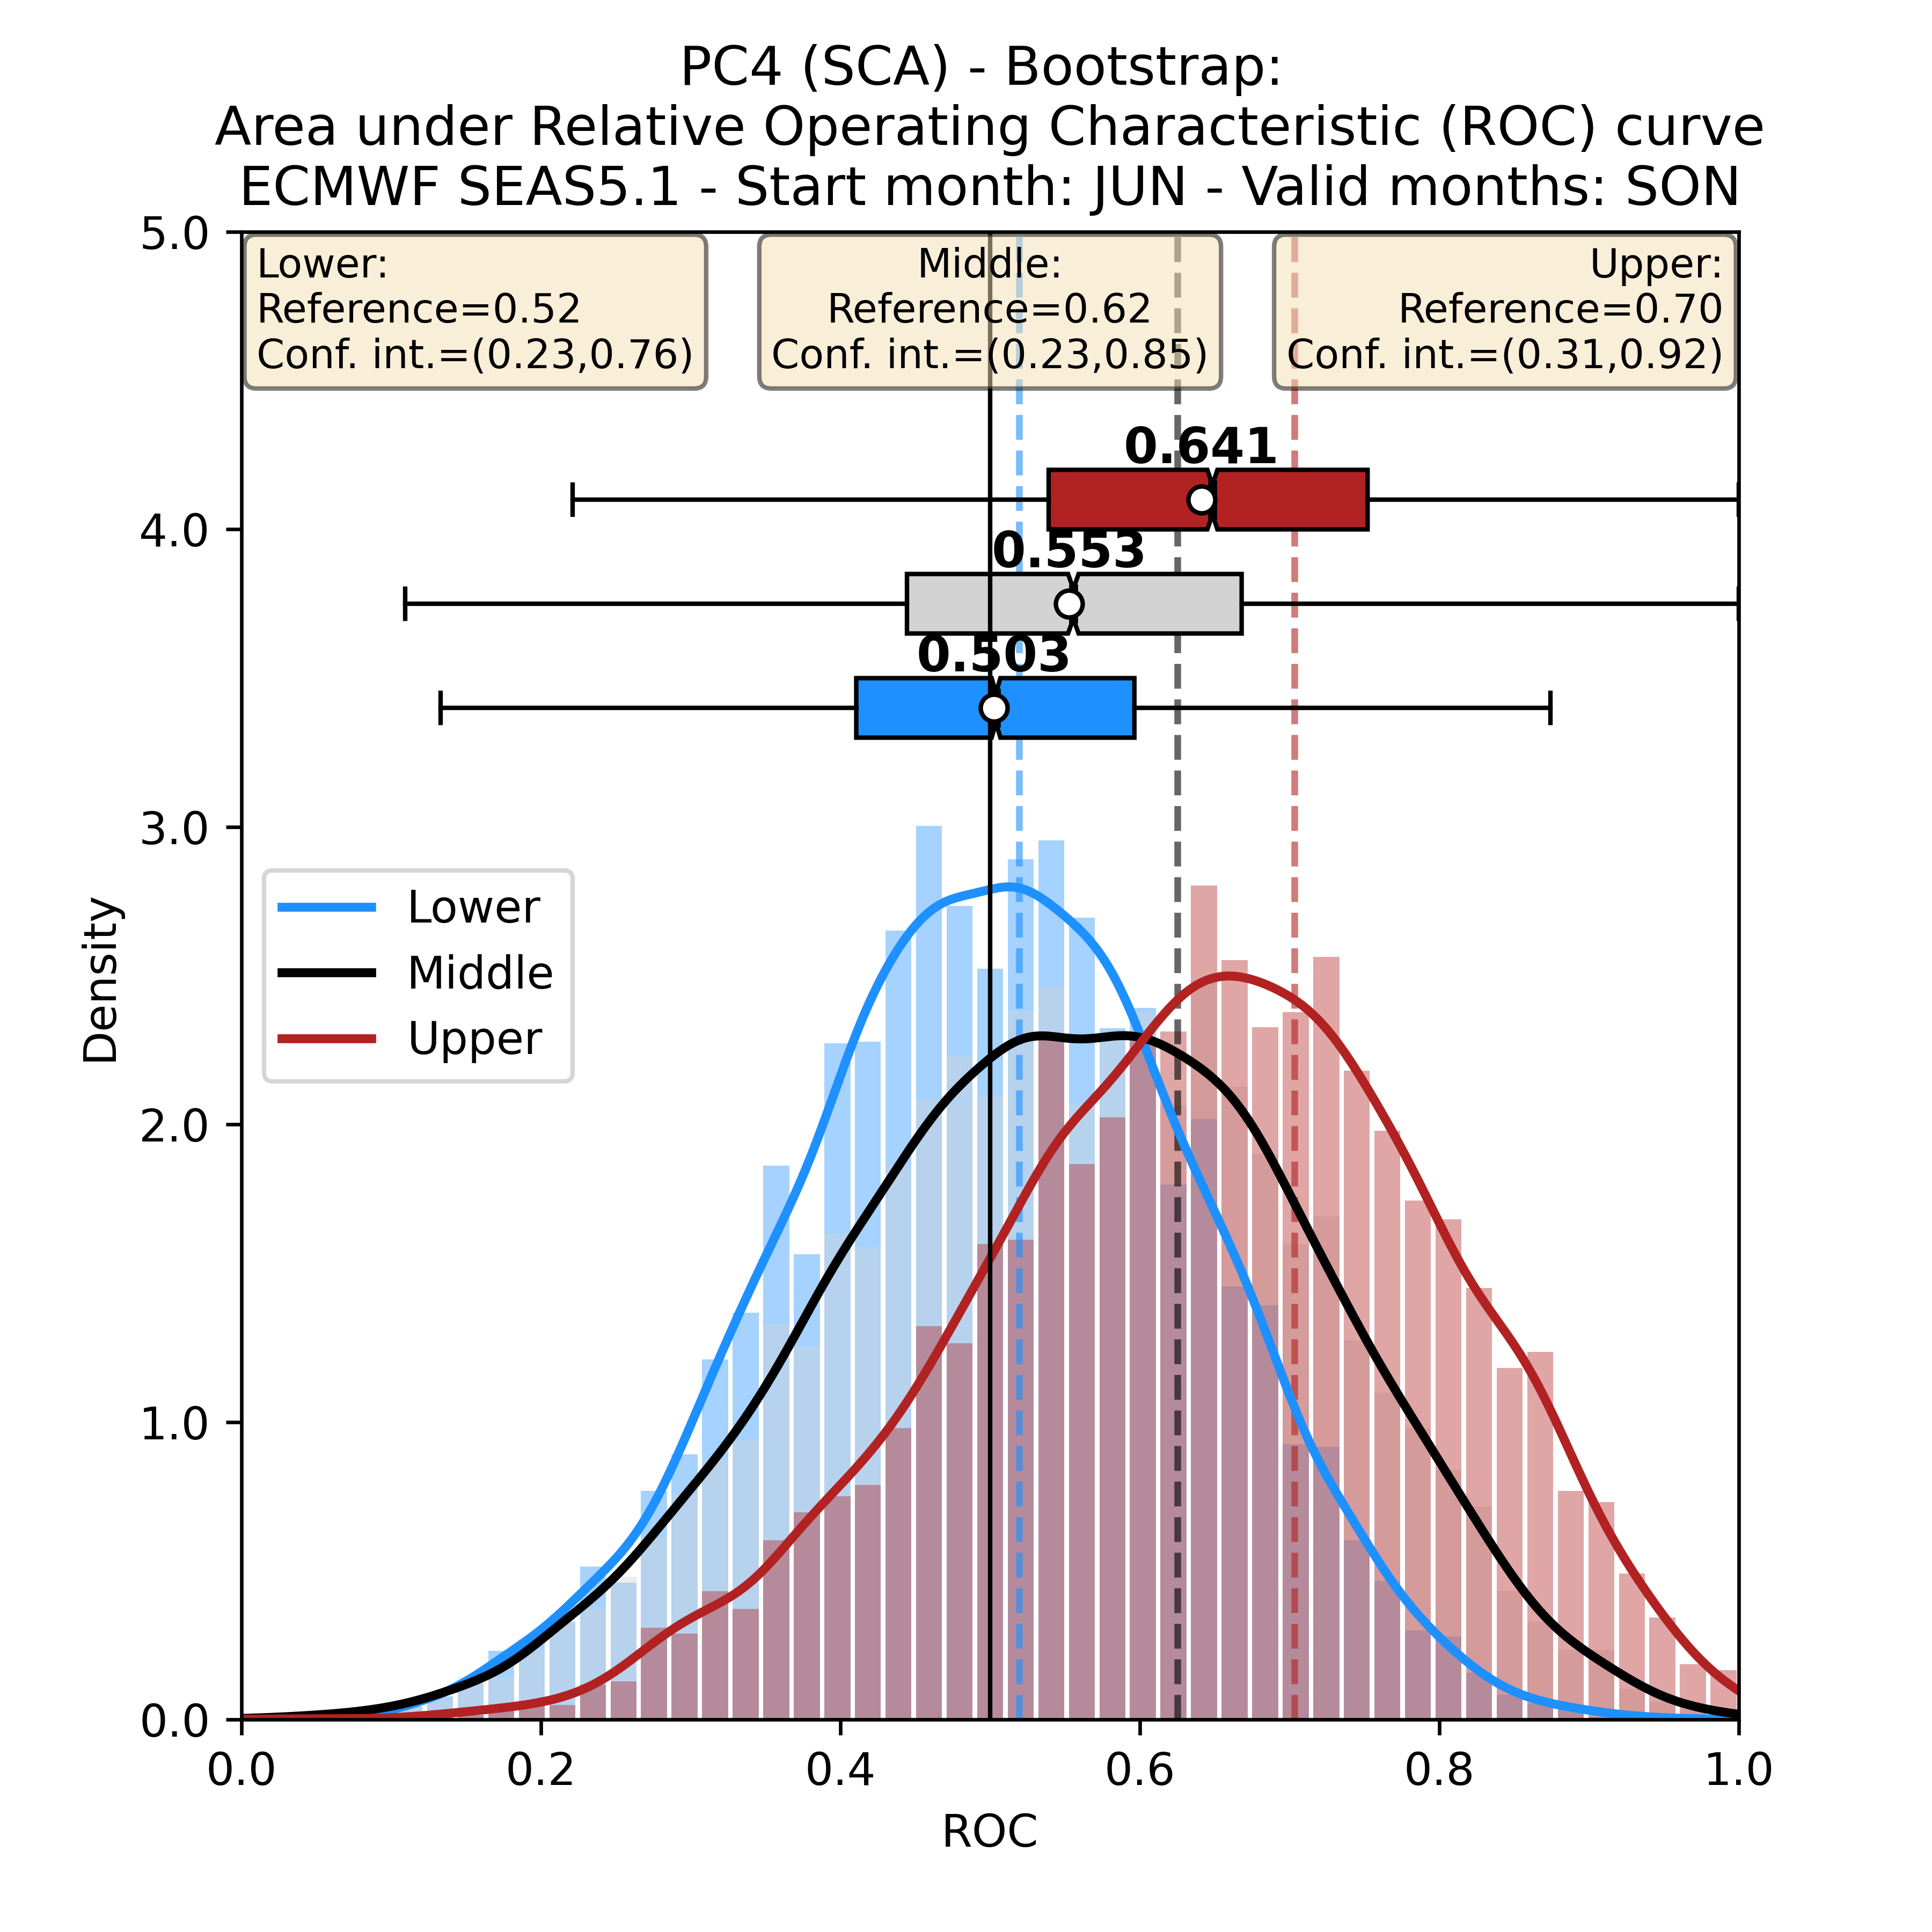 PC4 (SCA) - Bootstrap:
Area under Relative Operating Characteristic (ROC) curve
ECMWF SEAS5.1 - Start month: JUN - Valid months: SON
5.0
Lower:
Reference=0.52
Conf. int.=(0.23,0.76)
Middle:
Reference=0.62
Conf. int.=(0.23,0.85)
Upper:
Reference=0.70
Conf. int.=(0.31,0.92)
0.641
4.0
0.553
0.503
3.0
Lower
Middle
Upper
Density
2.0
1.0
0.0
0.0 0.2 0.4 0.6 0.8 1.0
ROC